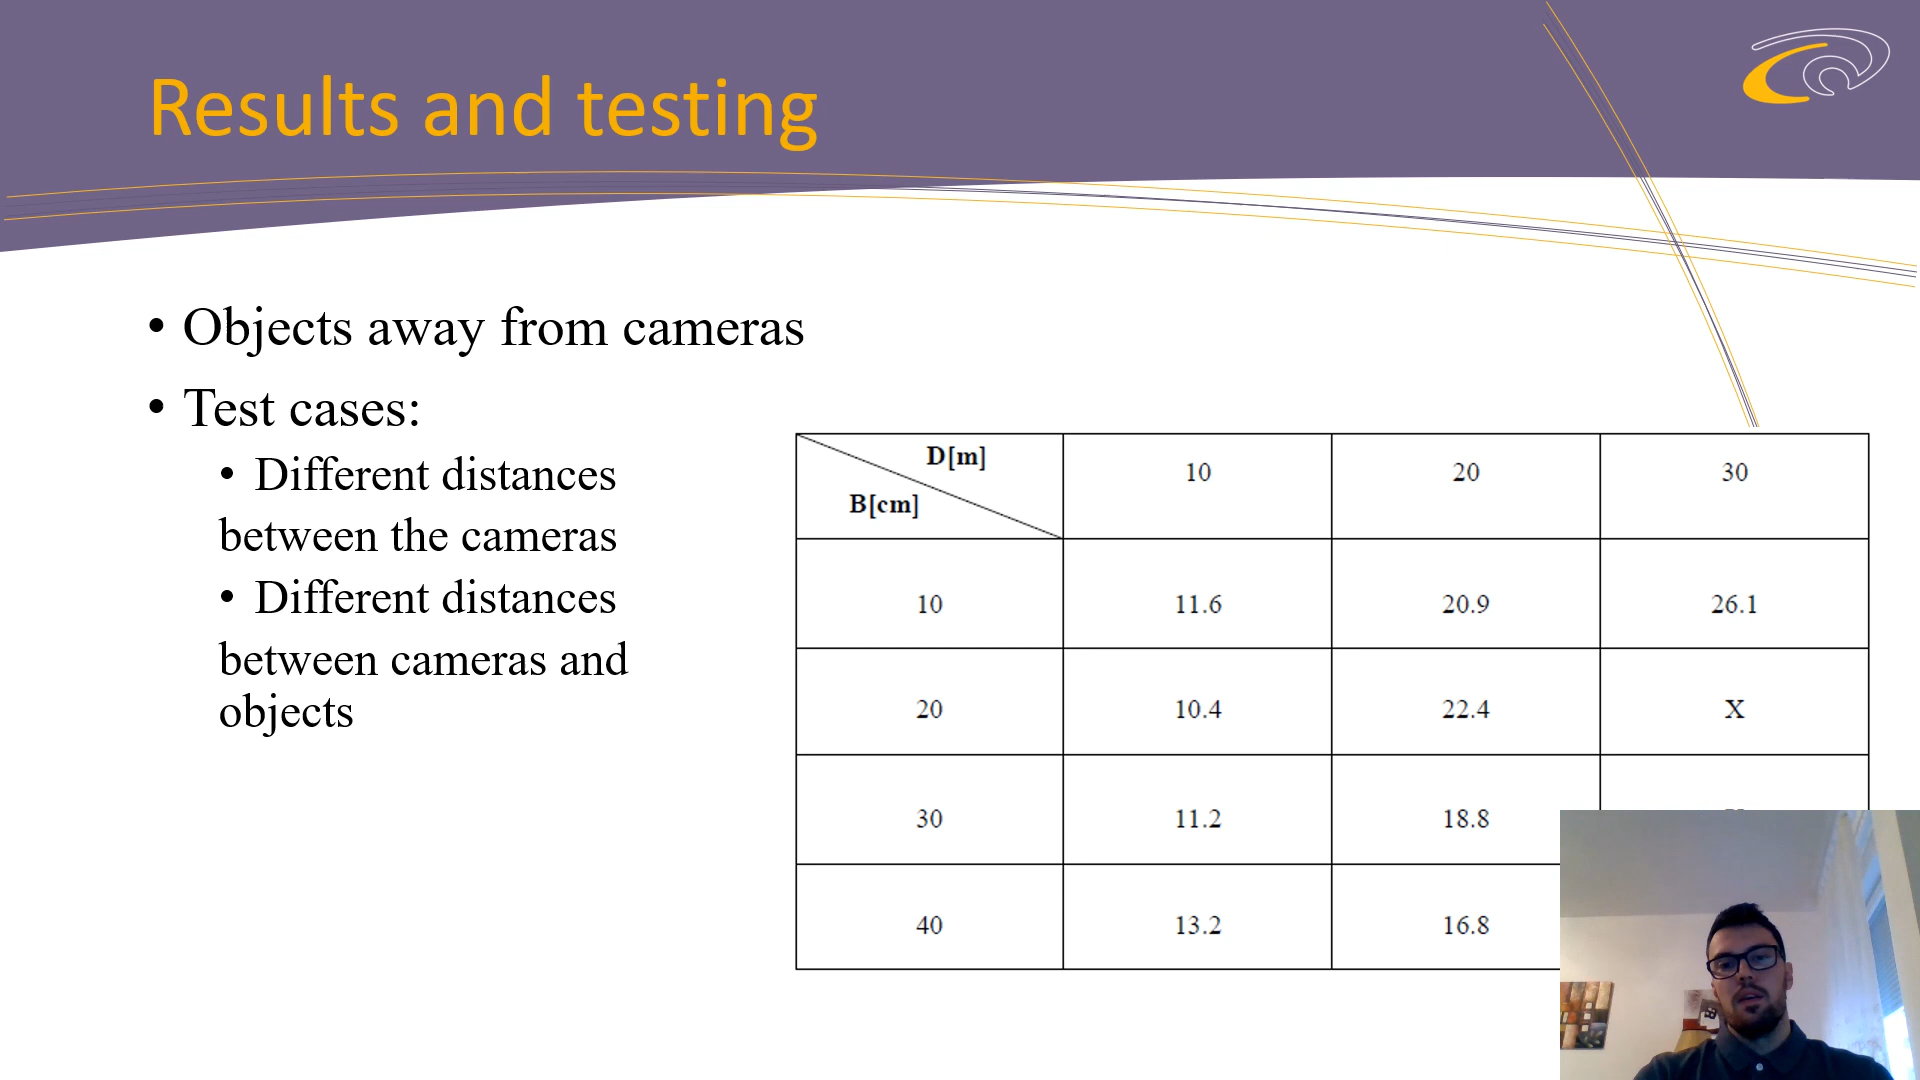 Results and testing
• Objects away from cameras
• Test cases:
• Different distances
between the cameras
• Different distances
between cameras and
objects
D[m] 10 20 30
B[cm]
10 11.6 20.9 26.1
20 10.4 22.4 X
30 11.2 18.8
40 13.2 16.8